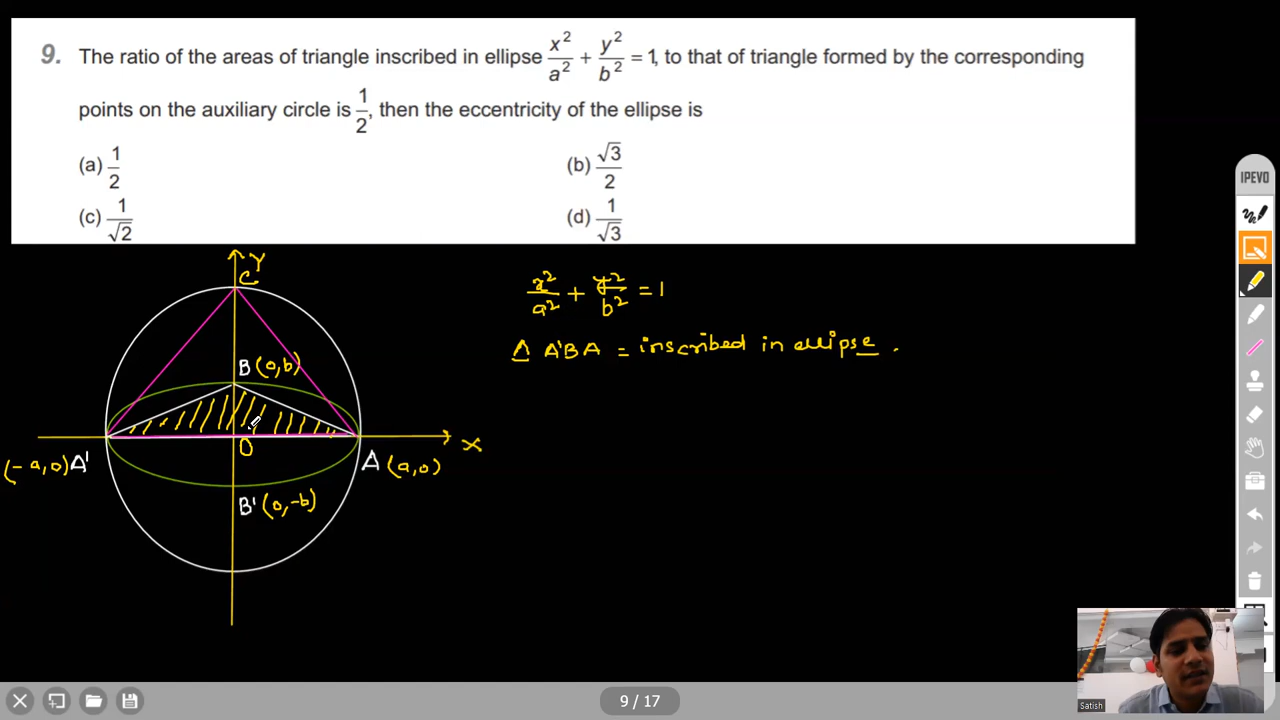 9. The ratio of the areas of triangle inscribed in ellipse x²/a² + y²/b² = 1, to that of triangle formed by the corresponding
points on the auxiliary circle is 1/2, then the eccentricity of the ellipse is
(a) 1/2 (b) √3/2
(c) 1/√2 (d) 1/√3
IPEVO
Y
C
x²/a² + y²/b² = 1
Δ A'BA = inscribed in ellipse.
B (0,b)
O
X
(-a,0) A'
A (a,0)
B' (0,-b)
Satish
9 / 17